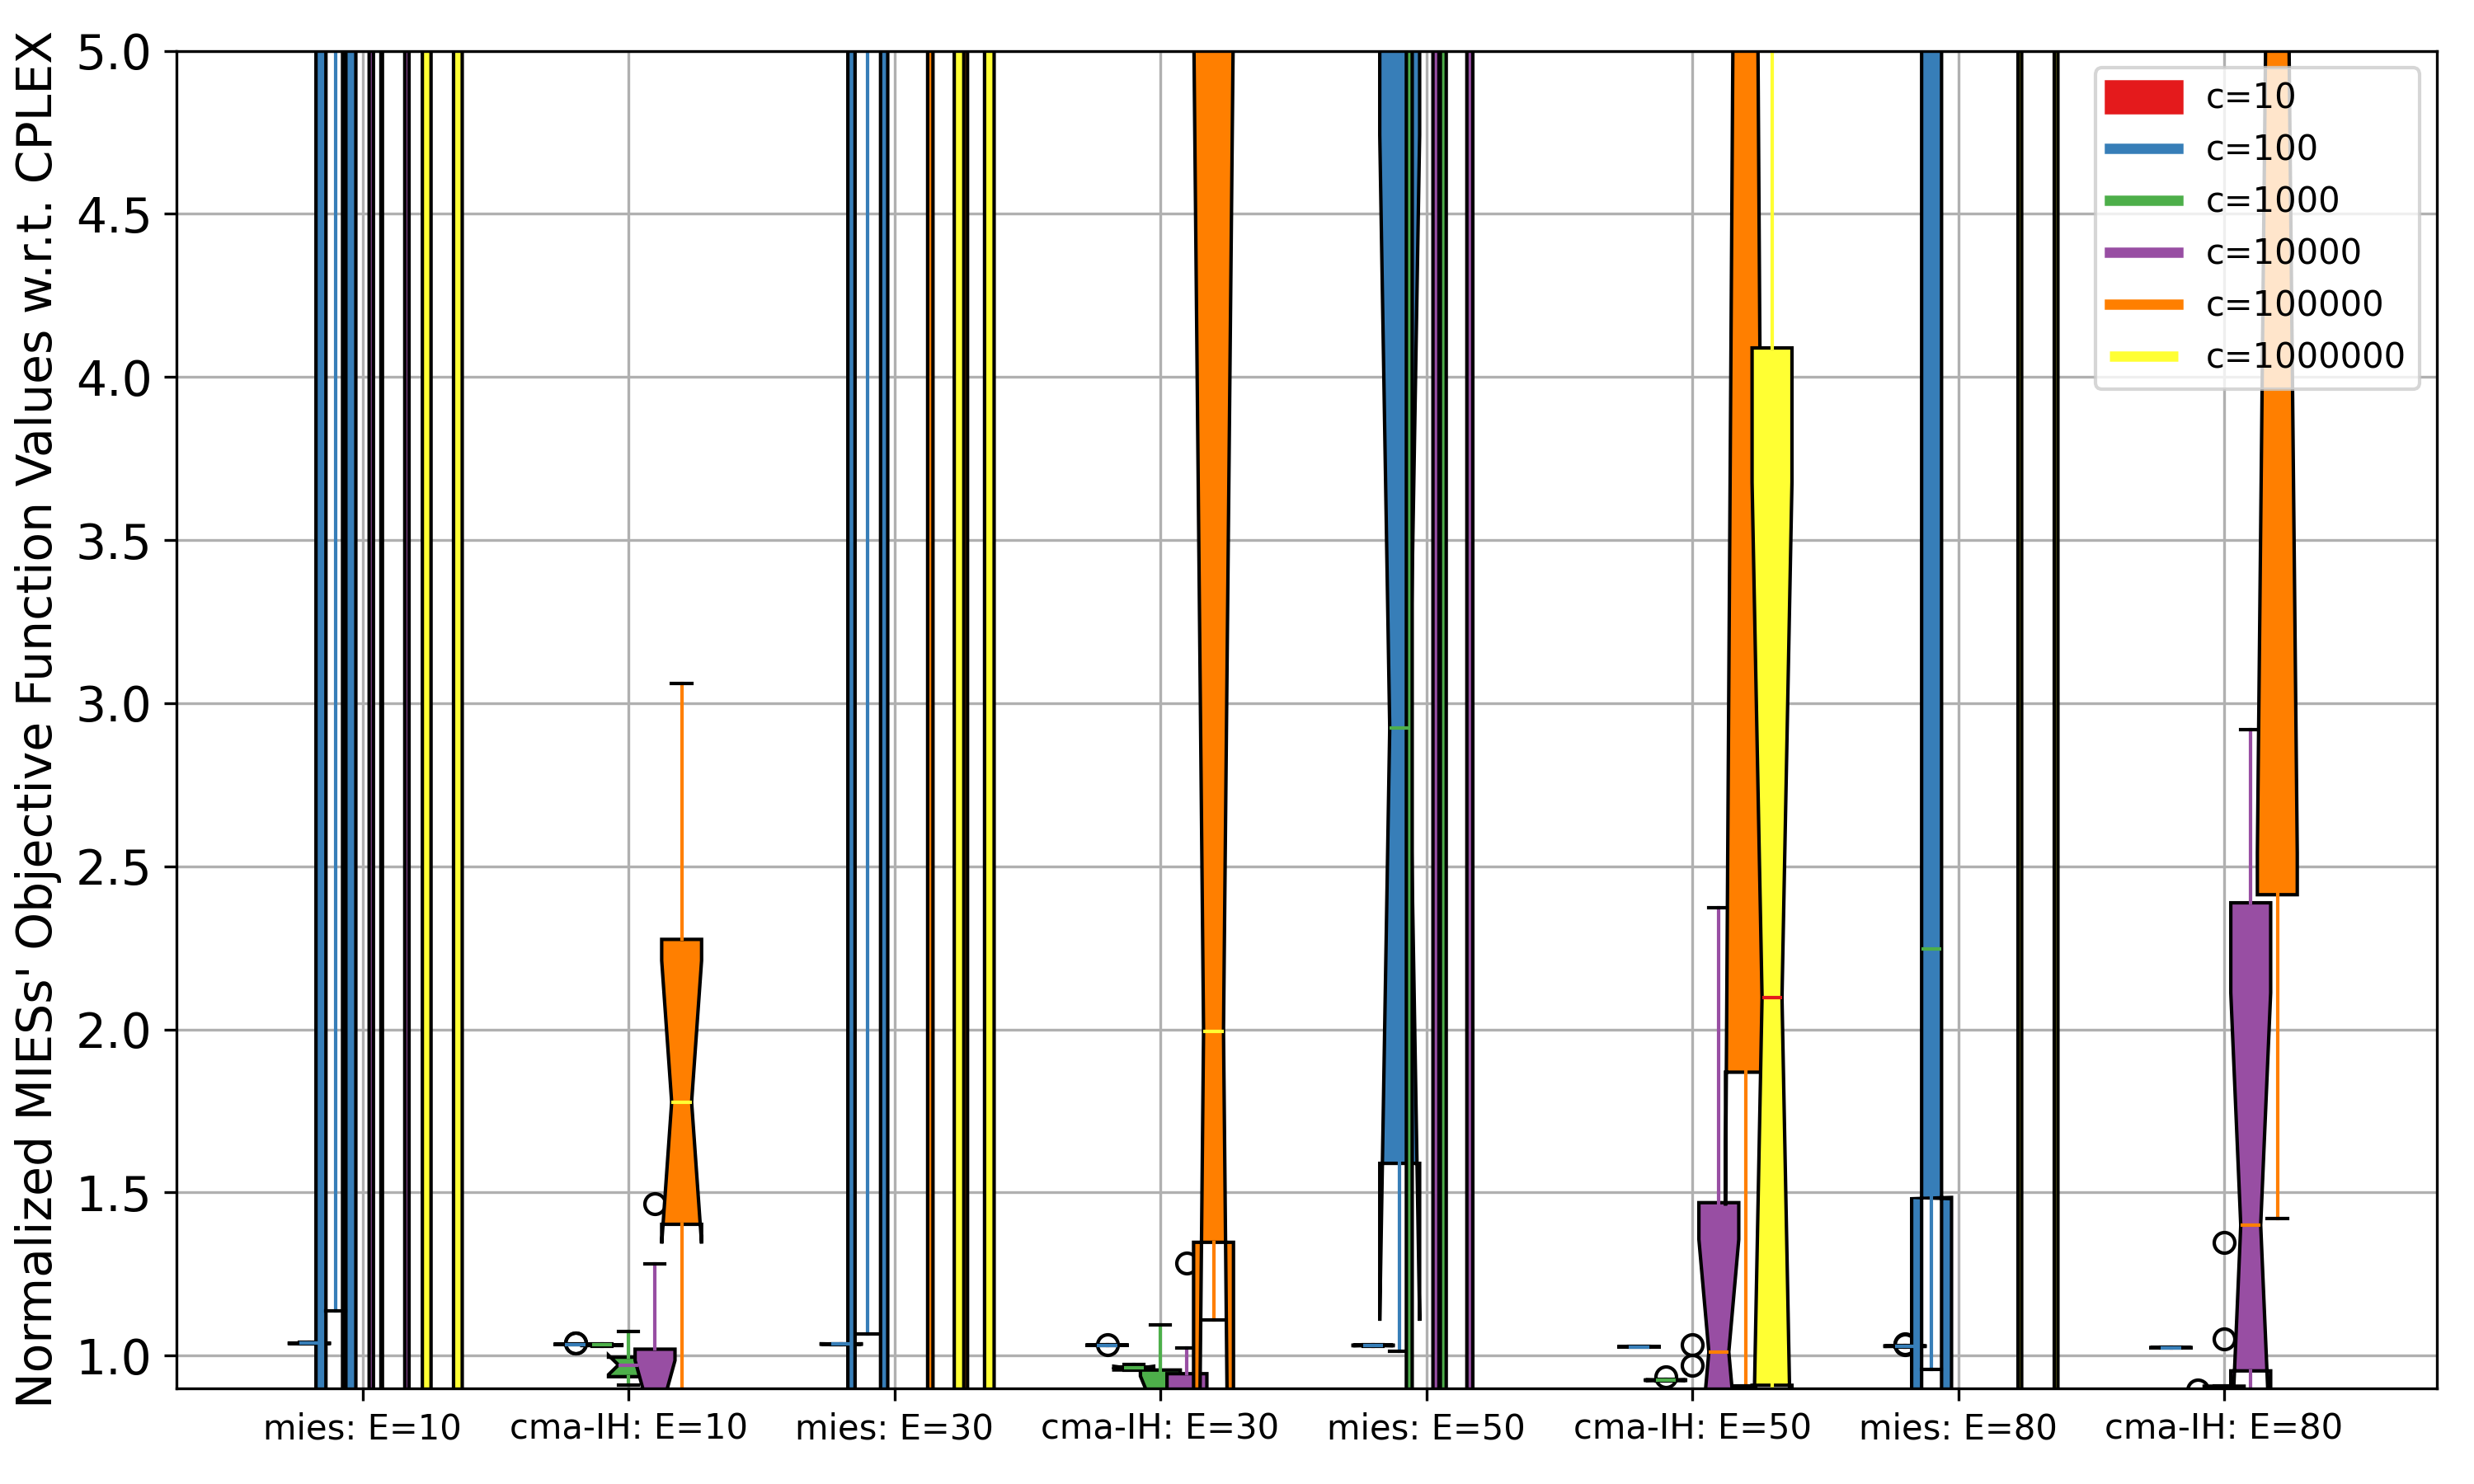 Normalized MIESs' Objective Function Values w.r.t. CPLEX
5.0
4.5
4.0
3.5
3.0
2.5
2.0
1.5
1.0
c=10
c=100
c=1000
c=10000
c=100000
c=1000000
mies: E=10
cma-IH: E=10
mies: E=30
cma-IH: E=30
mies: E=50
cma-IH: E=50
mies: E=80
cma-IH: E=80